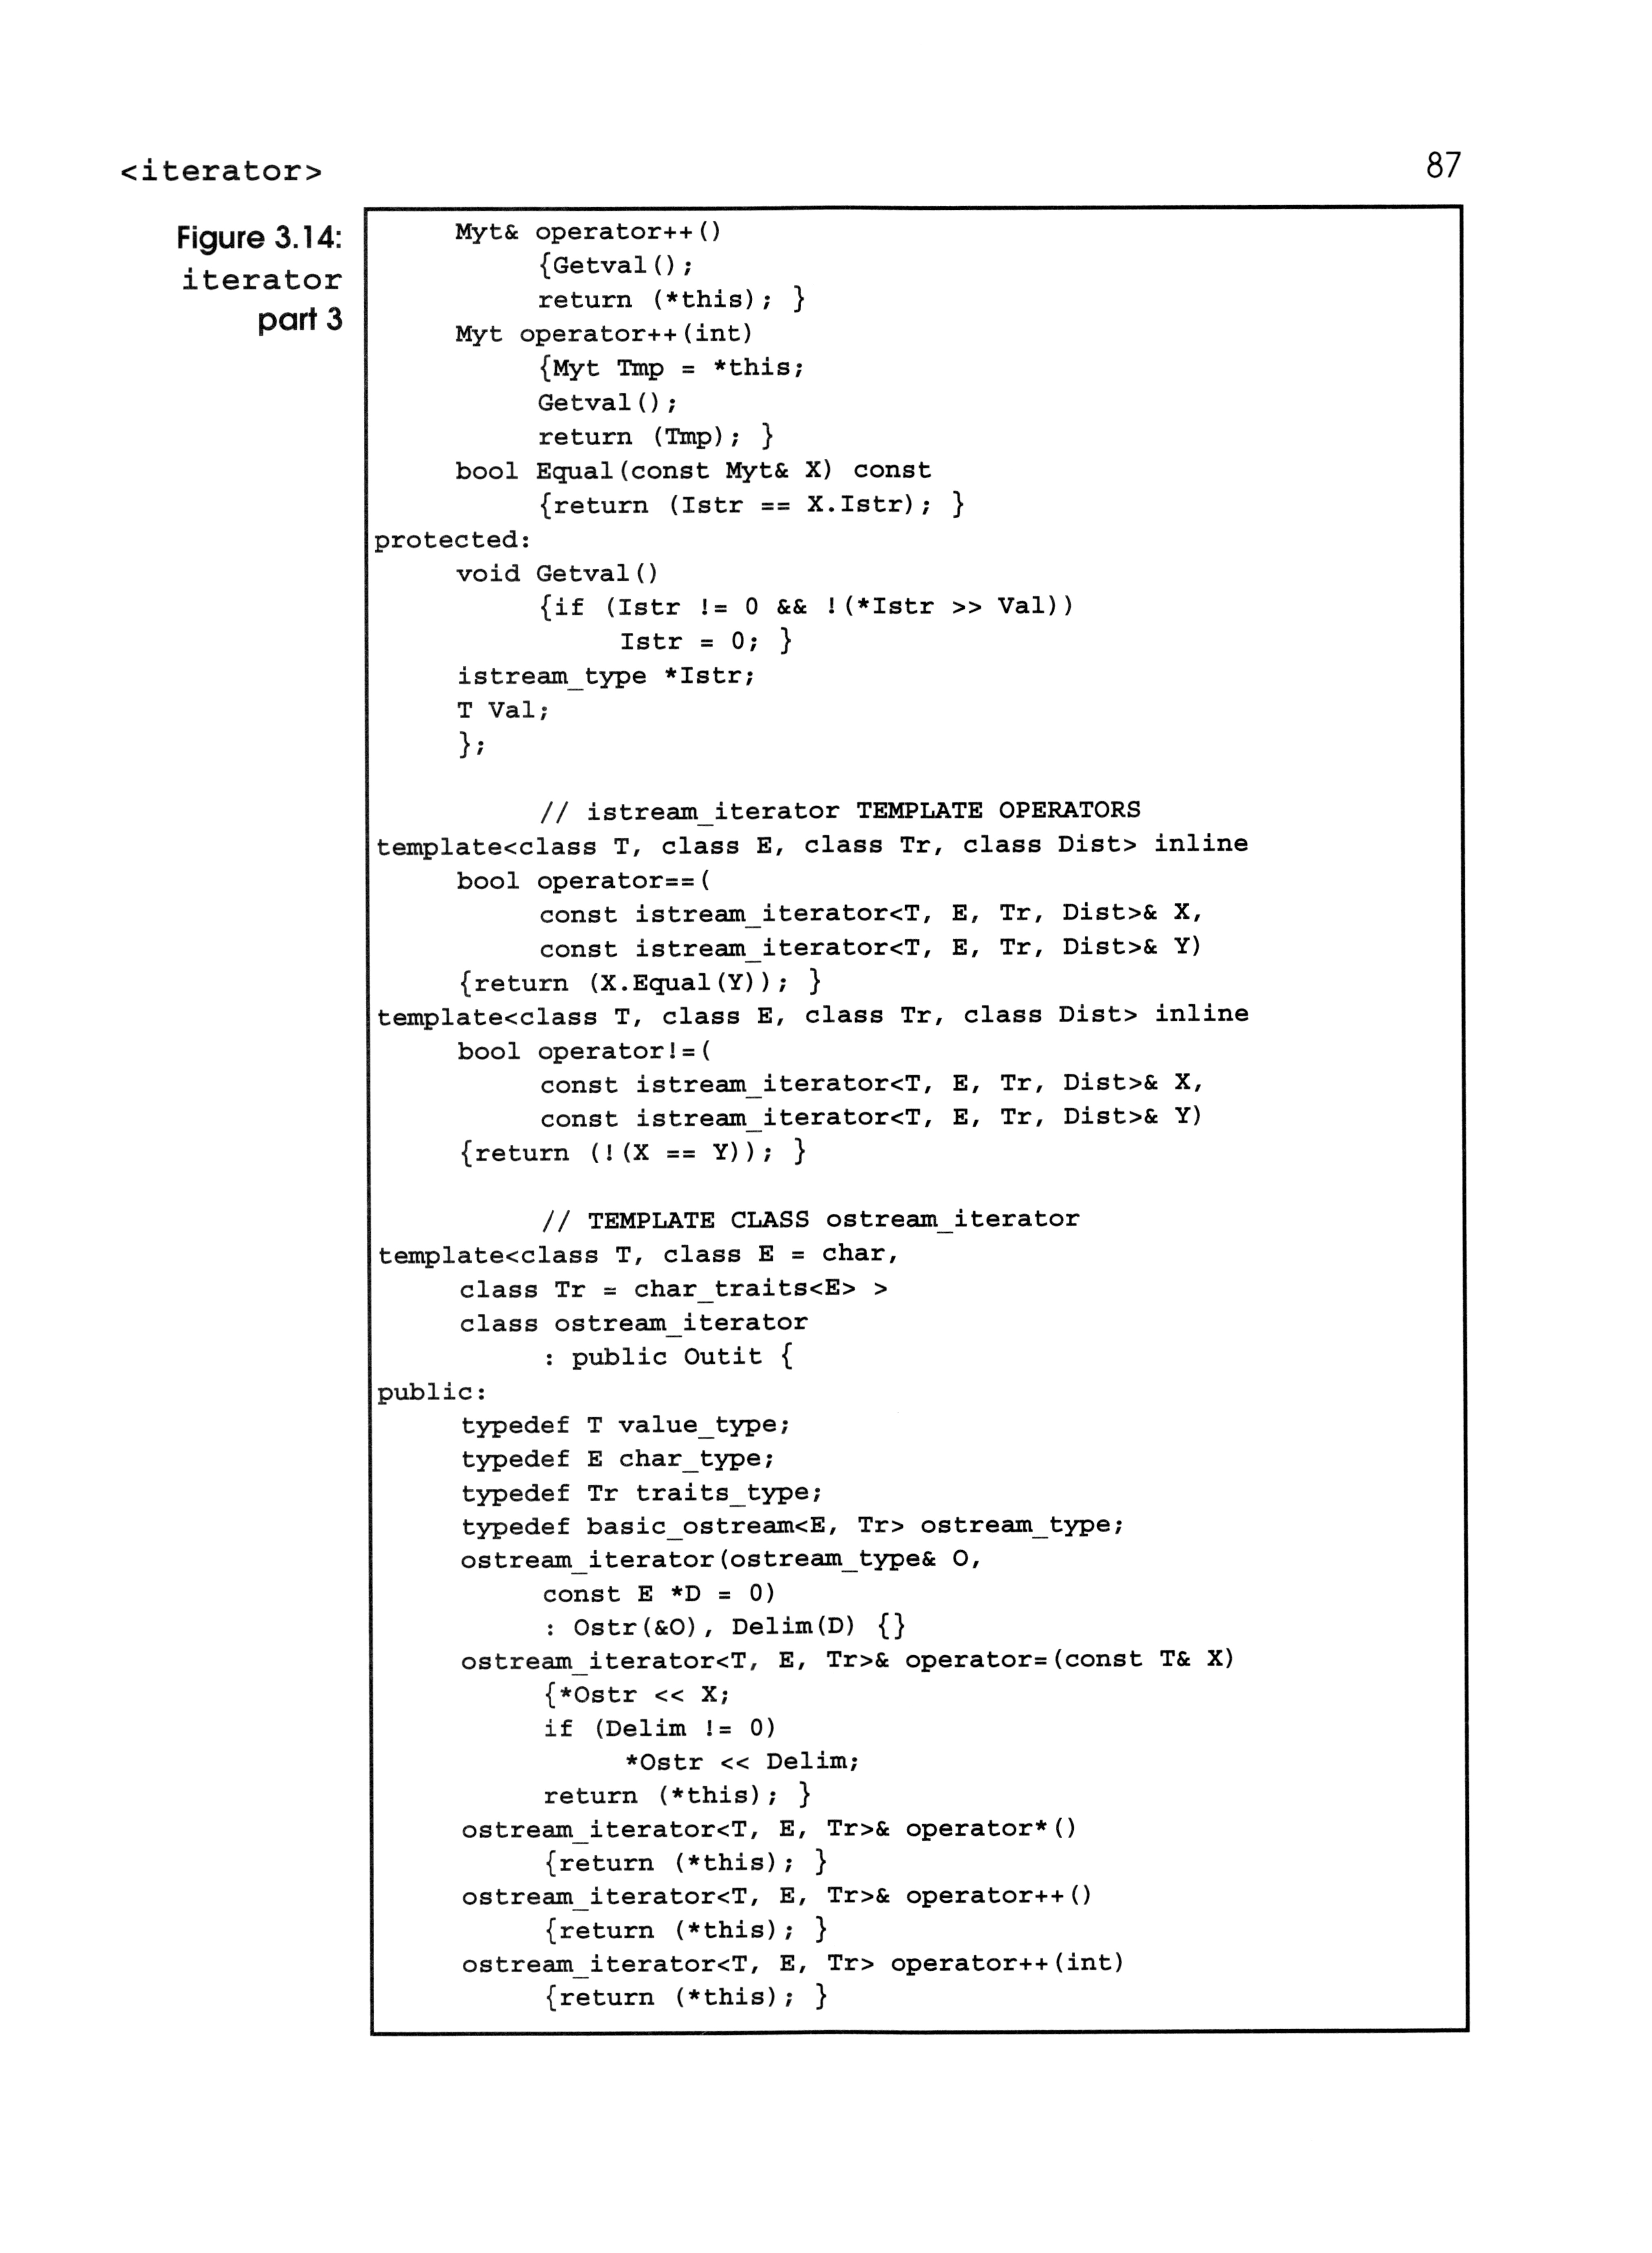 <iterator>
87
Figure 3.14:
iterator
part 3
Myt& operator++()
{Getval();
return (*this); }
Myt operator++(int)
{Myt Tmp = *this;
Getval();
return (Tmp); }
bool Equal(const Myt& X) const
{return (Istr == X.Istr); }
protected:
void Getval()
{if (Istr != 0 && !(*Istr >> Val))
Istr = 0; }
istream_type *Istr;
T Val;
};
// istream_iterator TEMPLATE OPERATORS
template<class T, class E, class Tr, class Dist> inline
bool operator==(
const istream_iterator<T, E, Tr, Dist>& X,
const istream_iterator<T, E, Tr, Dist>& Y)
{return (X.Equal(Y)); }
template<class T, class E, class Tr, class Dist> inline
bool operator!=(
const istream_iterator<T, E, Tr, Dist>& X,
const istream_iterator<T, E, Tr, Dist>& Y)
{return (!(X == Y)); }
// TEMPLATE CLASS ostream_iterator
template<class T, class E = char,
class Tr = char_traits<E> >
class ostream_iterator
: public Outit {
public:
typedef T value_type;
typedef E char_type;
typedef Tr traits_type;
typedef basic_ostream<E, Tr> ostream_type;
ostream_iterator(ostream_type& O,
const E *D = 0)
: Ostr(&O), Delim(D) {}
ostream_iterator<T, E, Tr>& operator=(const T& X)
{*Ostr << X;
if (Delim != 0)
*Ostr << Delim;
return (*this); }
ostream_iterator<T, E, Tr>& operator*()
{return (*this); }
ostream_iterator<T, E, Tr>& operator++()
{return (*this); }
ostream_iterator<T, E, Tr> operator++(int)
{return (*this); }